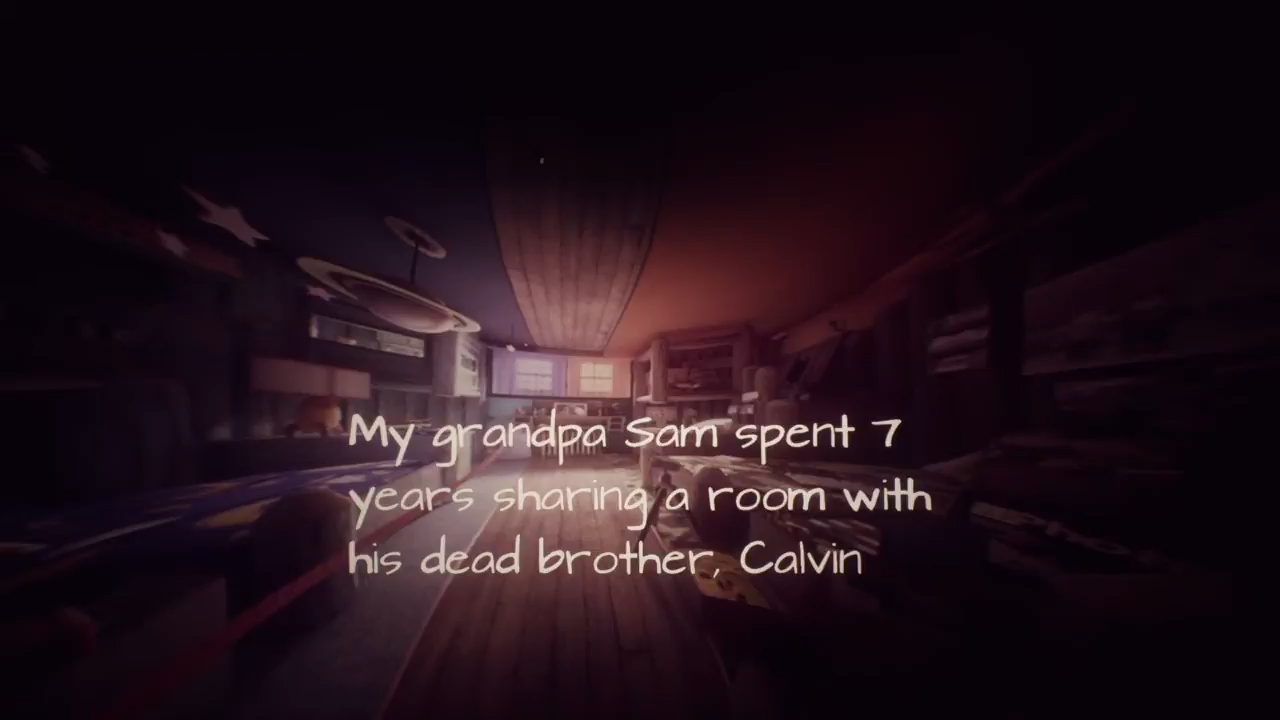 My grandpa Sam spent 7
years sharing a room with
his dead brother, Calvin